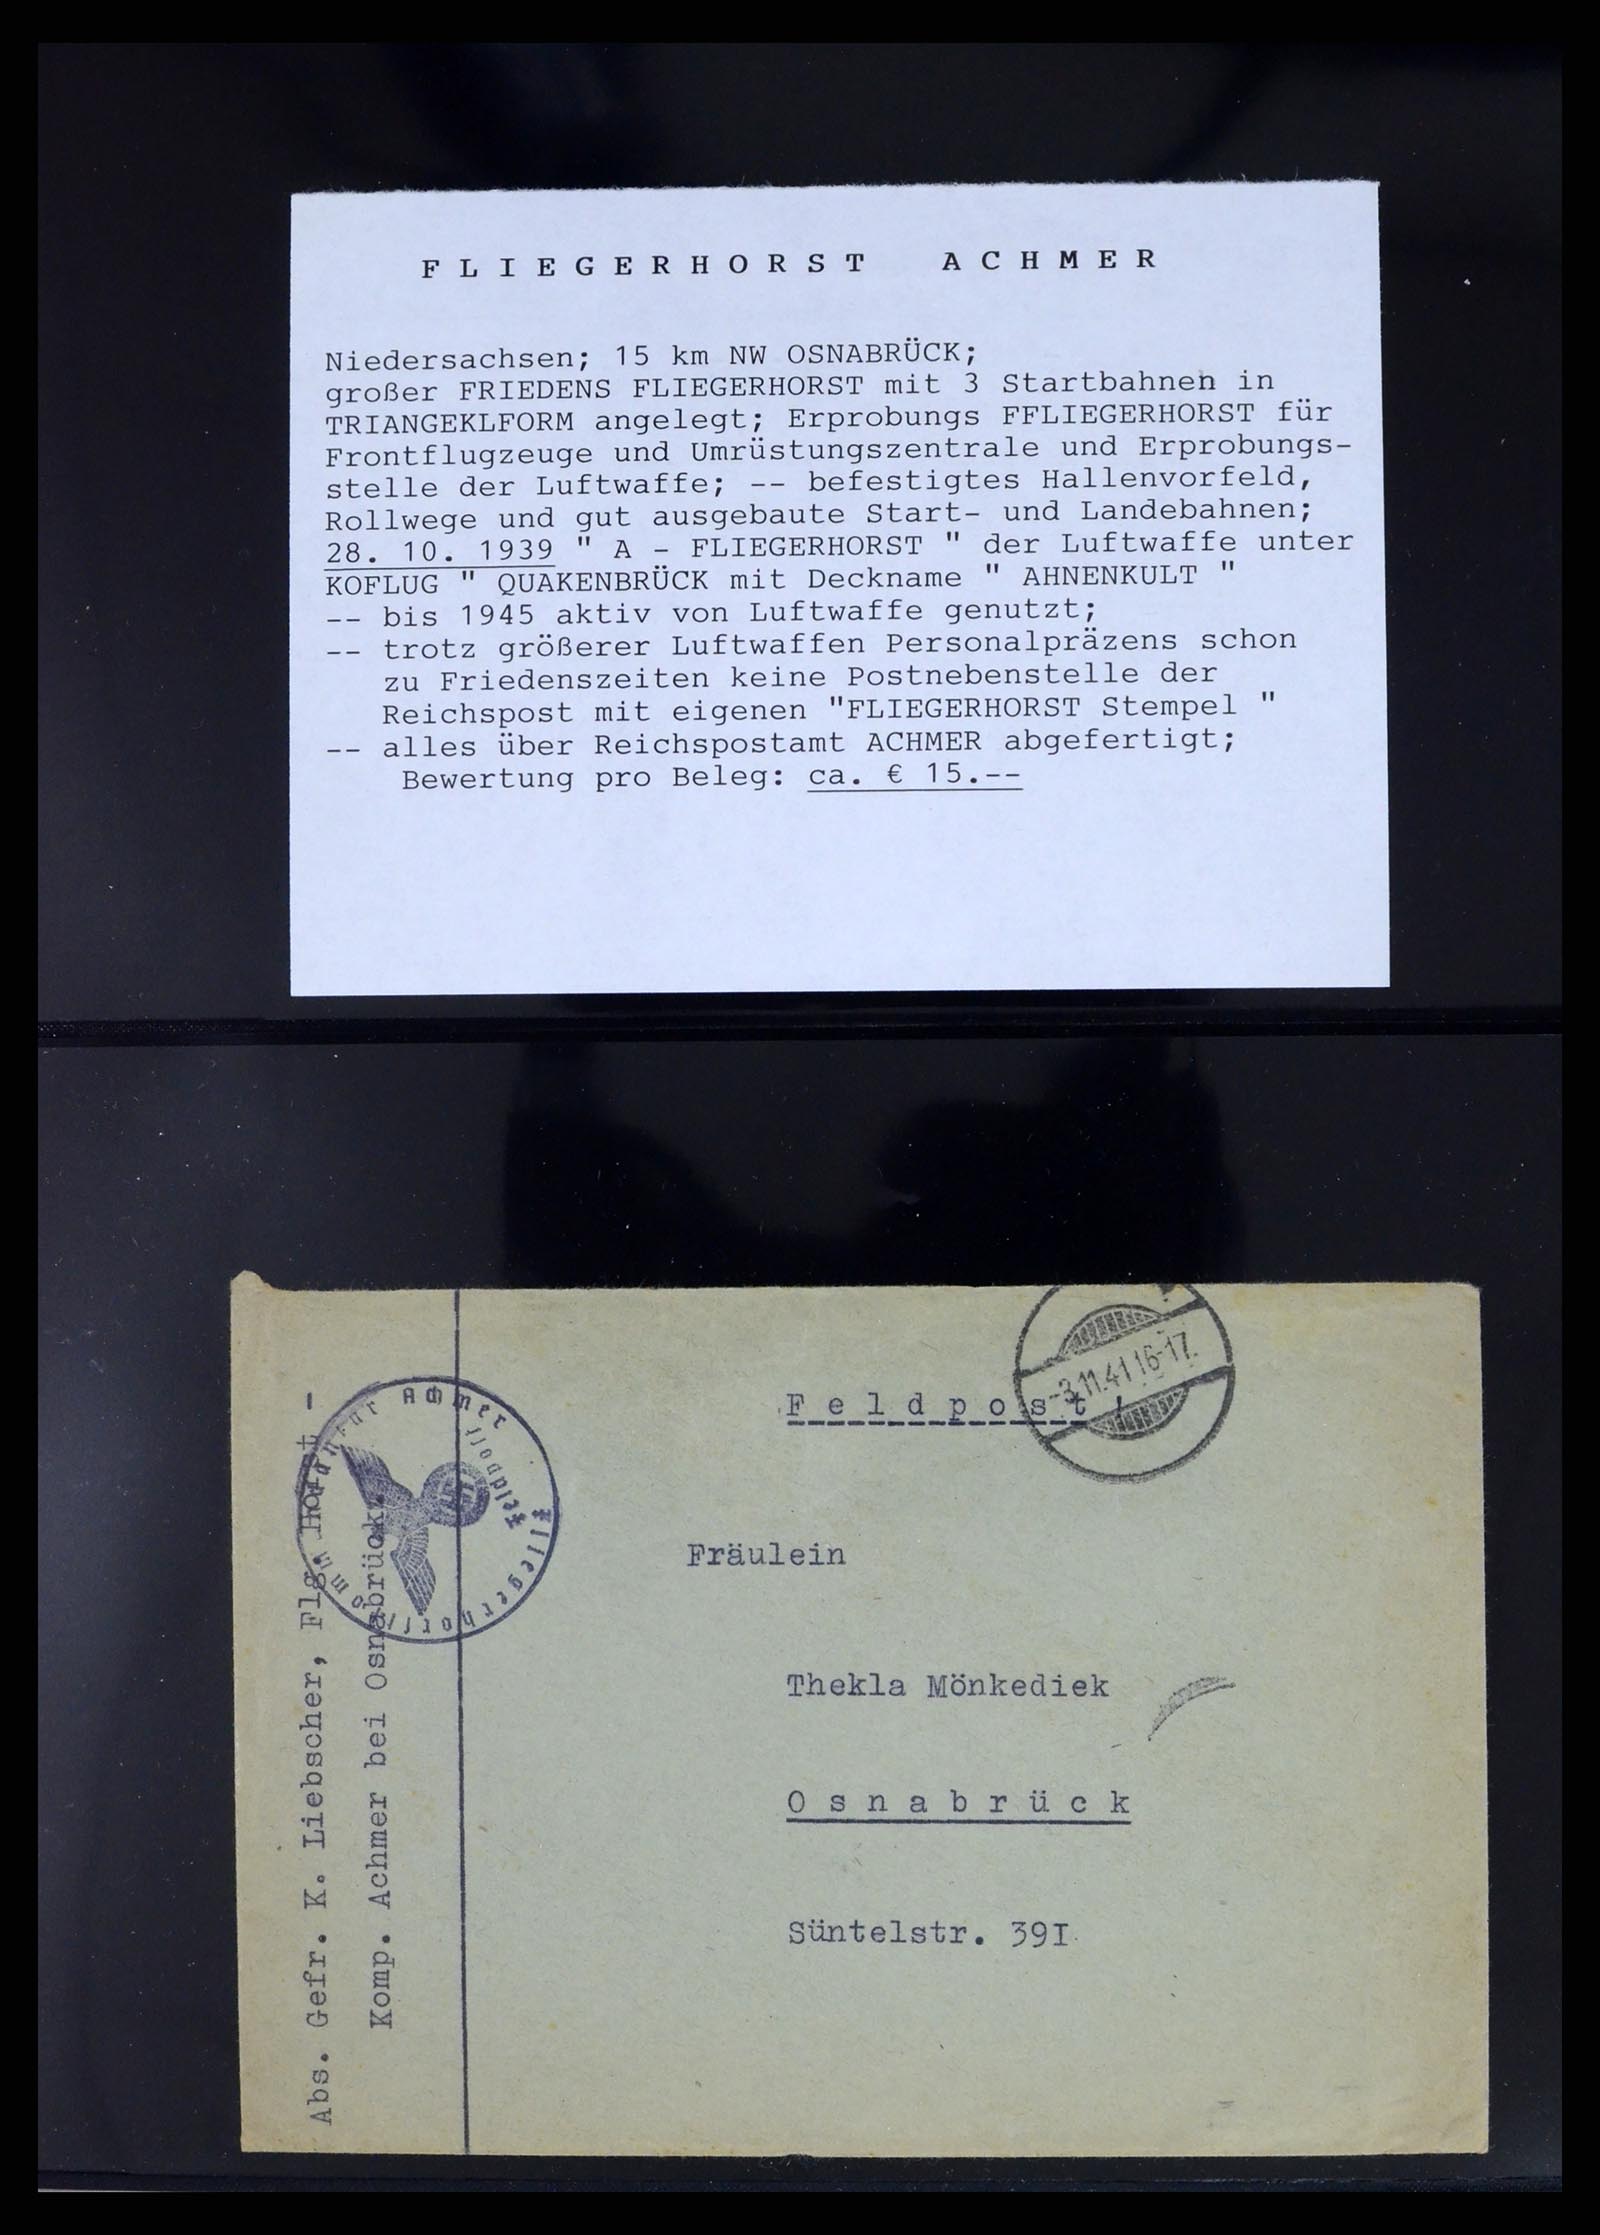 FLIEGERHORST ACHMER
Niedersachsen; 15 km NW OSNABRÜCK;
großer FRIEDENS FLIEGERHORST mit 3 Startbahnen in
TRIANGEKLFORM angelegt; Erprobungs FFLIEGERHORST für
Frontflugzeuge und Umrüstungszentrale und Erprobungs-
stelle der Luftwaffe; -- befestigtes Hallenvorfeld,
Rollwege und gut ausgebaute Start- und Landebahnen;
28. 10. 1939 " A - FLIEGERHORST " der Luftwaffe unter
KOFLUG " QUAKENBRÜCK mit Deckname " AHNENKULT "
-- bis 1945 aktiv von Luftwaffe genutzt;
-- trotz größerer Luftwaffen Personalpräzens schon
zu Friedenszeiten keine Postnebenstelle der
Reichspost mit eigenen "FLIEGERHORST Stempel "
-- alles über Reichspostamt ACHMER abgefertigt;
Bewertung pro Beleg: ca. € 15.--
-3.11.41 16-17.
Feldpost!
Fräulein
Thekla Mönkediek
Osnabrück
Süntelstr. 39I
Abs. Gefr. K. Liebscher, Flg. Horst -
Komp. Achmer bei Osnabrück.
Fliegerhorst Achmer
Feldpost